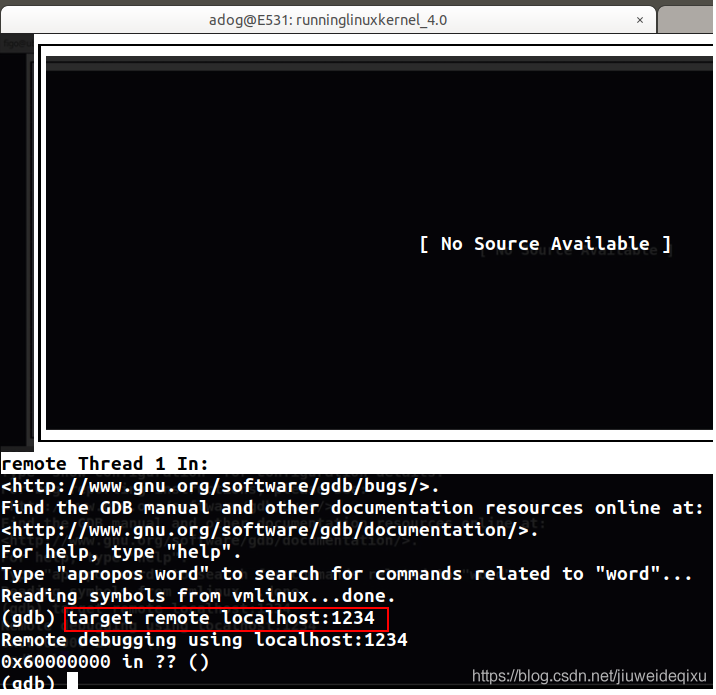 adog@E531: runninglinuxkernel_4.0 ×
[ No Source Available ]
remote Thread 1 In:
<http://www.gnu.org/software/gdb/bugs/>.
Find the GDB manual and other documentation resources online at:
<http://www.gnu.org/software/gdb/documentation/>.
For help, type "help".
Type "apropos word" to search for commands related to "word"...
Reading symbols from vmlinux...done.
(gdb) target remote localhost:1234
Remote debugging using localhost:1234
0x60000000 in ?? ()
(gdb)
https://blog.csdn.net/jiuweideqixu